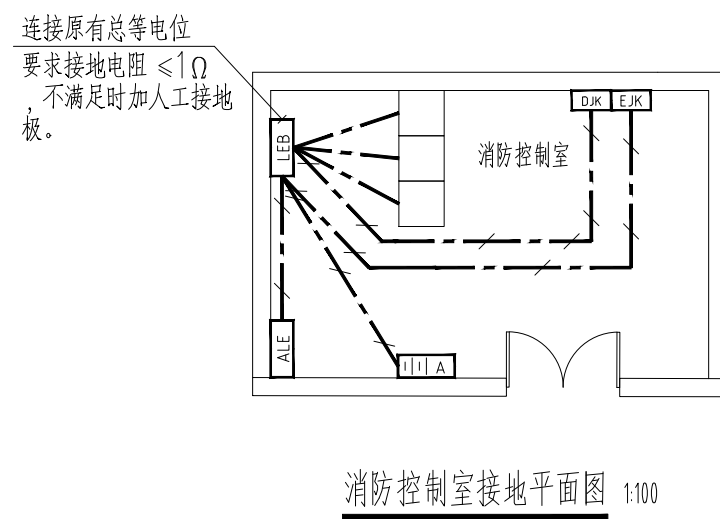 连接原有总等电位
要求接地电阻 ≤1Ω
，不满足时加人工接地
极。
DJK EJK
LEB
消防控制室
ALE
A
消防控制室接地平面图 1:100